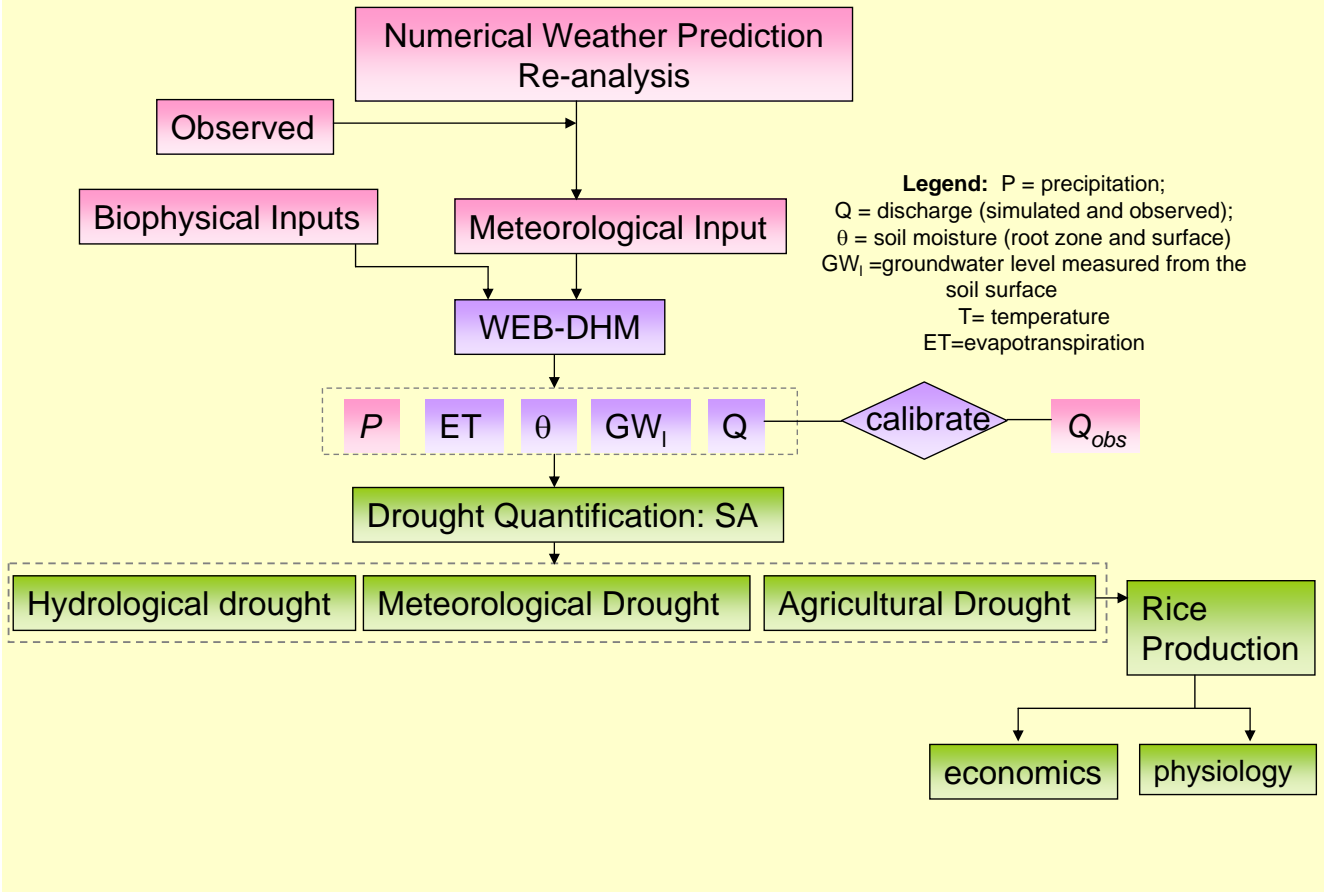 Numerical Weather Prediction
Re-analysis
Observed
Biophysical Inputs
Meteorological Input
Legend: P = precipitation;
Q = discharge (simulated and observed);
θ = soil moisture (root zone and surface)
GWl =groundwater level measured from the
soil surface
T= temperature
ET=evapotranspiration
WEB-DHM
P ET θ GWl Q calibrate Qobs
Drought Quantification: SA
Hydrological drought Meteorological Drought Agricultural Drought
Rice
Production
economics physiology